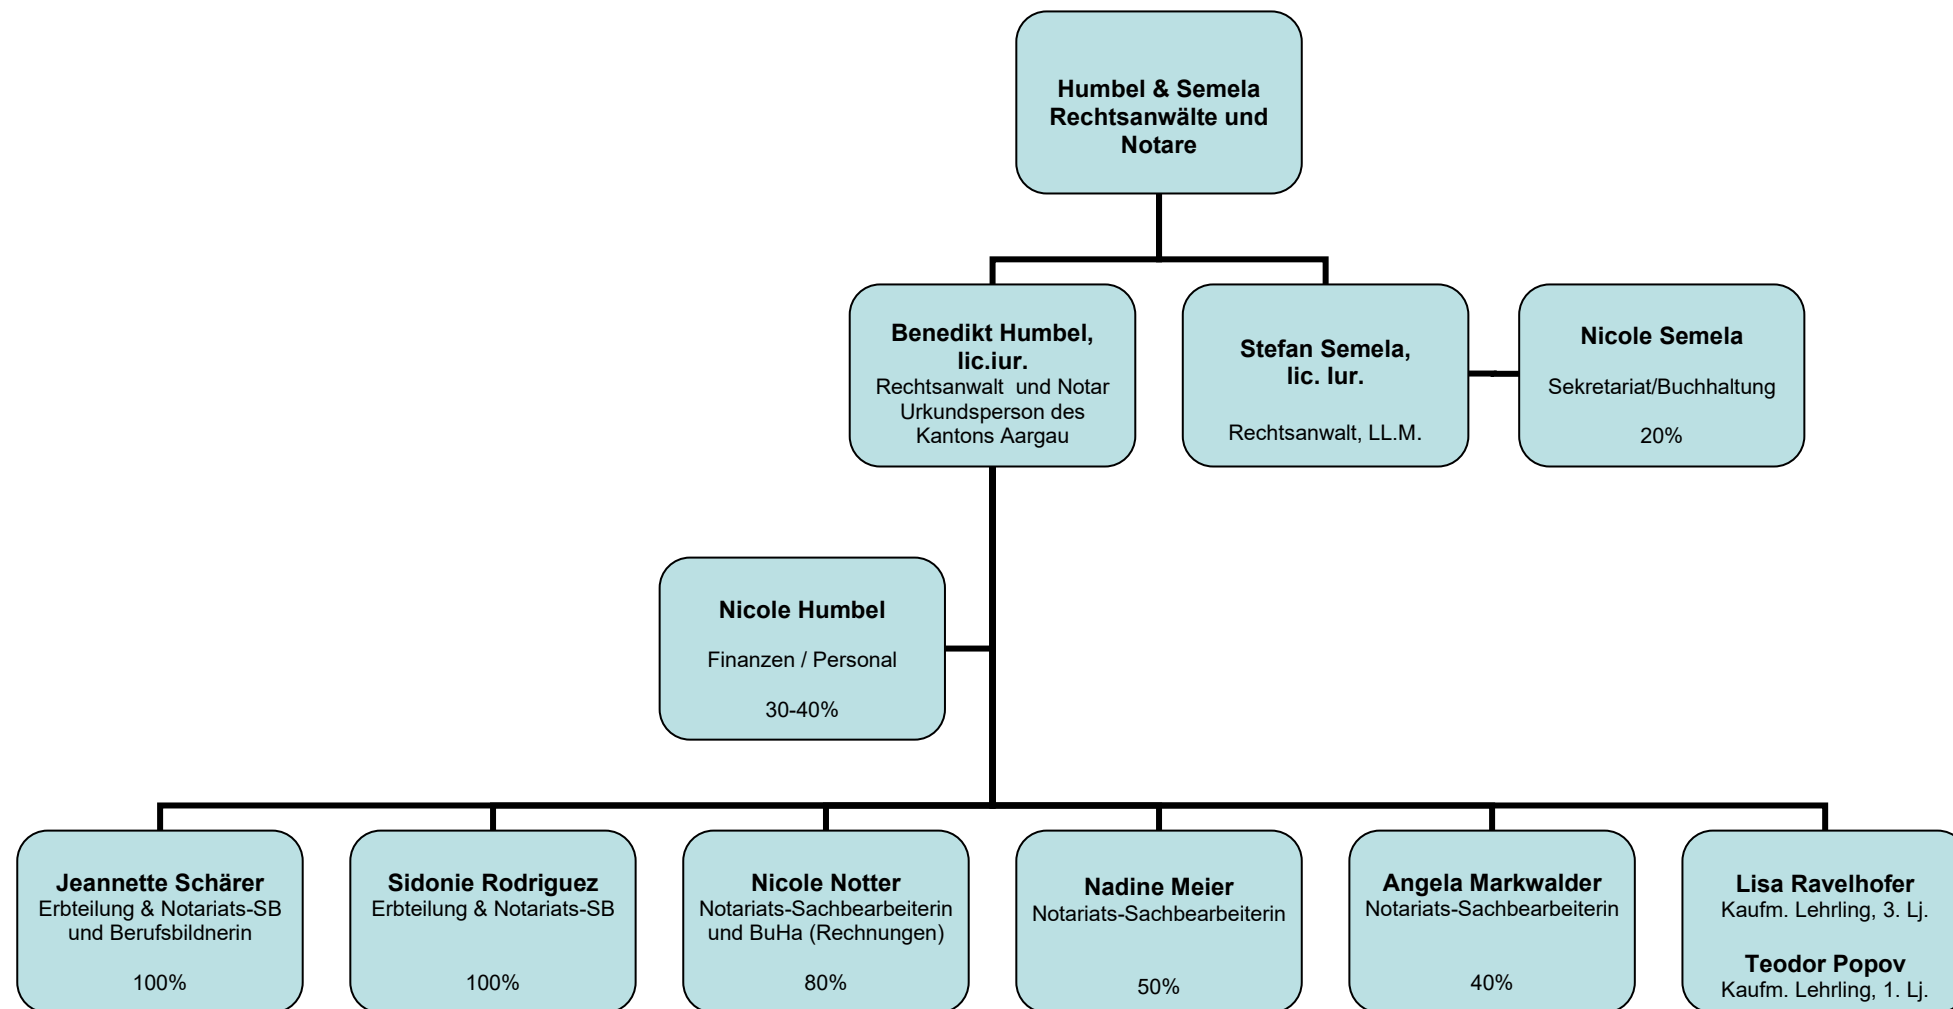 Humbel & Semela
Rechtsanwälte und
Notare
Benedikt Humbel,
lic.iur.
Rechtsanwalt und Notar
Urkundsperson des
Kantons Aargau
Stefan Semela,
lic. Iur.
Rechtsanwalt, LL.M.
Nicole Semela
Sekretariat/Buchhaltung
20%
Nicole Humbel
Finanzen / Personal
30-40%
Jeannette Schärer
Erbteilung & Notariats-SB
und Berufsbildnerin
100%
Sidonie Rodriguez
Erbteilung & Notariats-SB
100%
Nicole Notter
Notariats-Sachbearbeiterin
und BuHa (Rechnungen)
80%
Nadine Meier
Notariats-Sachbearbeiterin
50%
Angela Markwalder
Notariats-Sachbearbeiterin
40%
Lisa Ravelhofer
Kaufm. Lehrling, 3. Lj.
Teodor Popov
Kaufm. Lehrling, 1. Lj.